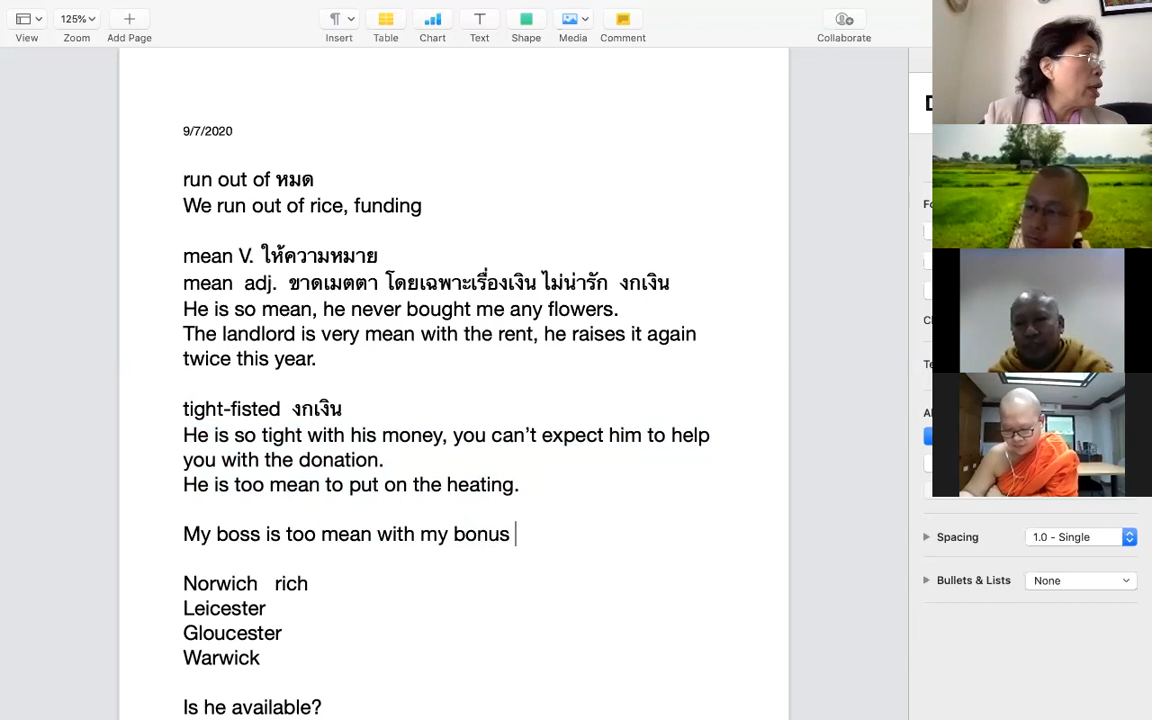 View
125%
Zoom
Add Page
Insert
Table
Chart
Text
Shape
Media
Comment
Collaborate
9/7/2020
run out of หมด
We run out of rice, funding
mean V. ให้ความหมาย
mean adj. ขาดเมตตา โดยเฉพาะเรื่องเงิน ไม่น่ารัก งกเงิน
He is so mean, he never bought me any flowers.
The landlord is very mean with the rent, he raises it again
twice this year.
tight-fisted งกเงิน
He is so tight with his money, you can't expect him to help
you with the donation.
He is too mean to put on the heating.
My boss is too mean with my bonus
Norwich rich
Leicester
Gloucester
Warwick
Is he available?
Spacing
1.0 - Single
Bullets & Lists
None